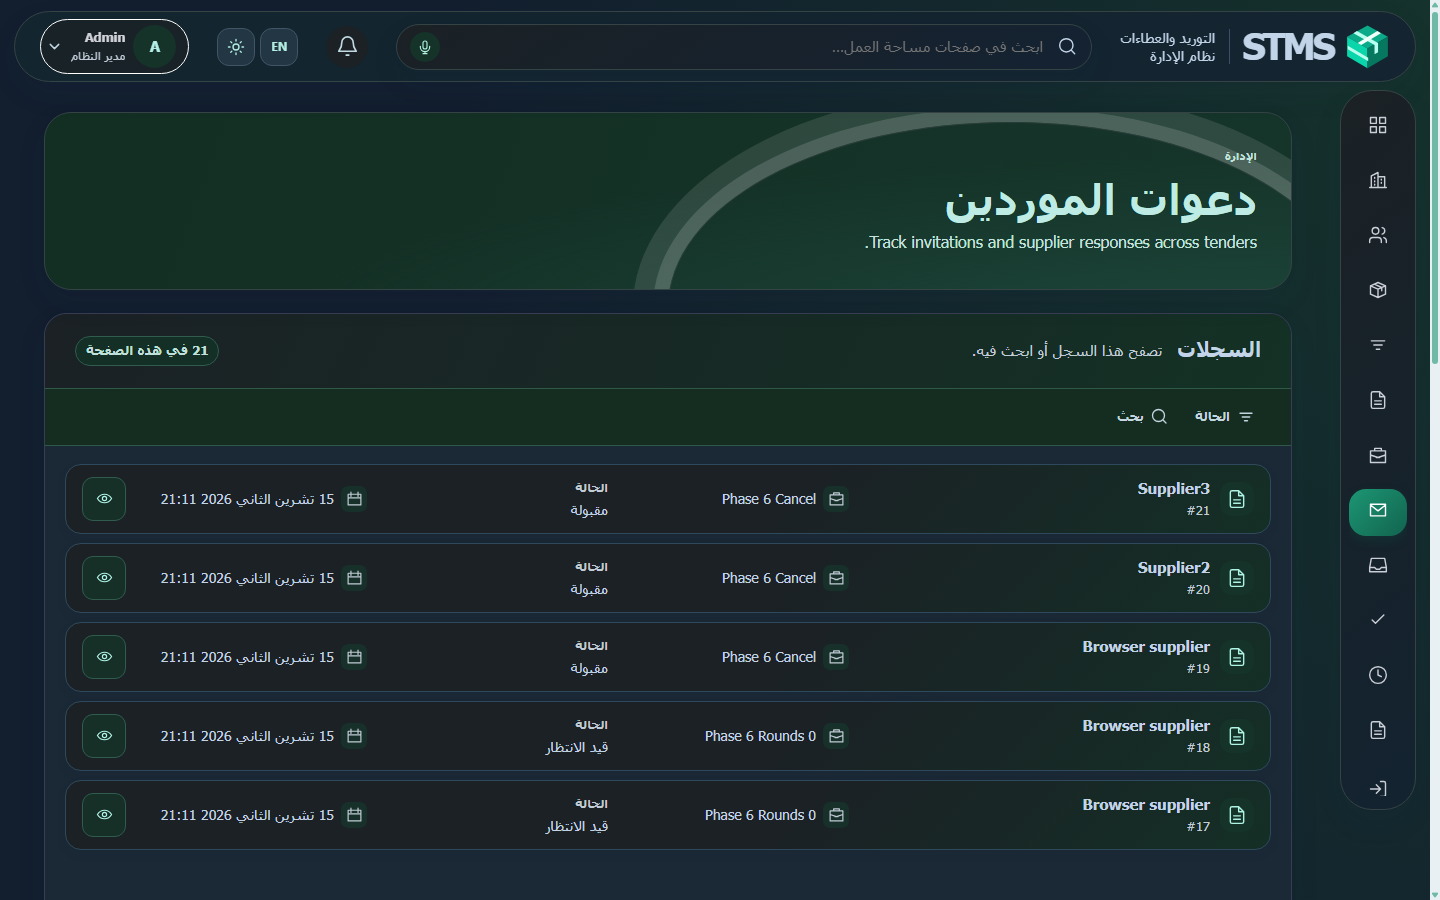 STMS
التوريد والعطاءات
نظام الإدارة
ابحث في صفحات مساحة العمل...
EN
A
Admin
مدير النظام
الإدارة
دعوات الموردين
Track invitations and supplier responses across tenders.
السجلات
تصفح هذا السجل أو ابحث فيه.
21 في هذه الصفحة
الحالة
بحث
Supplier3
#21
Phase 6 Cancel
الحالة
مقبولة
15 تشرين الثاني 2026 21:11
Supplier2
#20
Phase 6 Cancel
الحالة
مقبولة
15 تشرين الثاني 2026 21:11
Browser supplier
#19
Phase 6 Cancel
الحالة
مقبولة
15 تشرين الثاني 2026 21:11
Browser supplier
#18
Phase 6 Rounds 0
الحالة
قيد الانتظار
15 تشرين الثاني 2026 21:11
Browser supplier
#17
Phase 6 Rounds 0
الحالة
قيد الانتظار
15 تشرين الثاني 2026 21:11